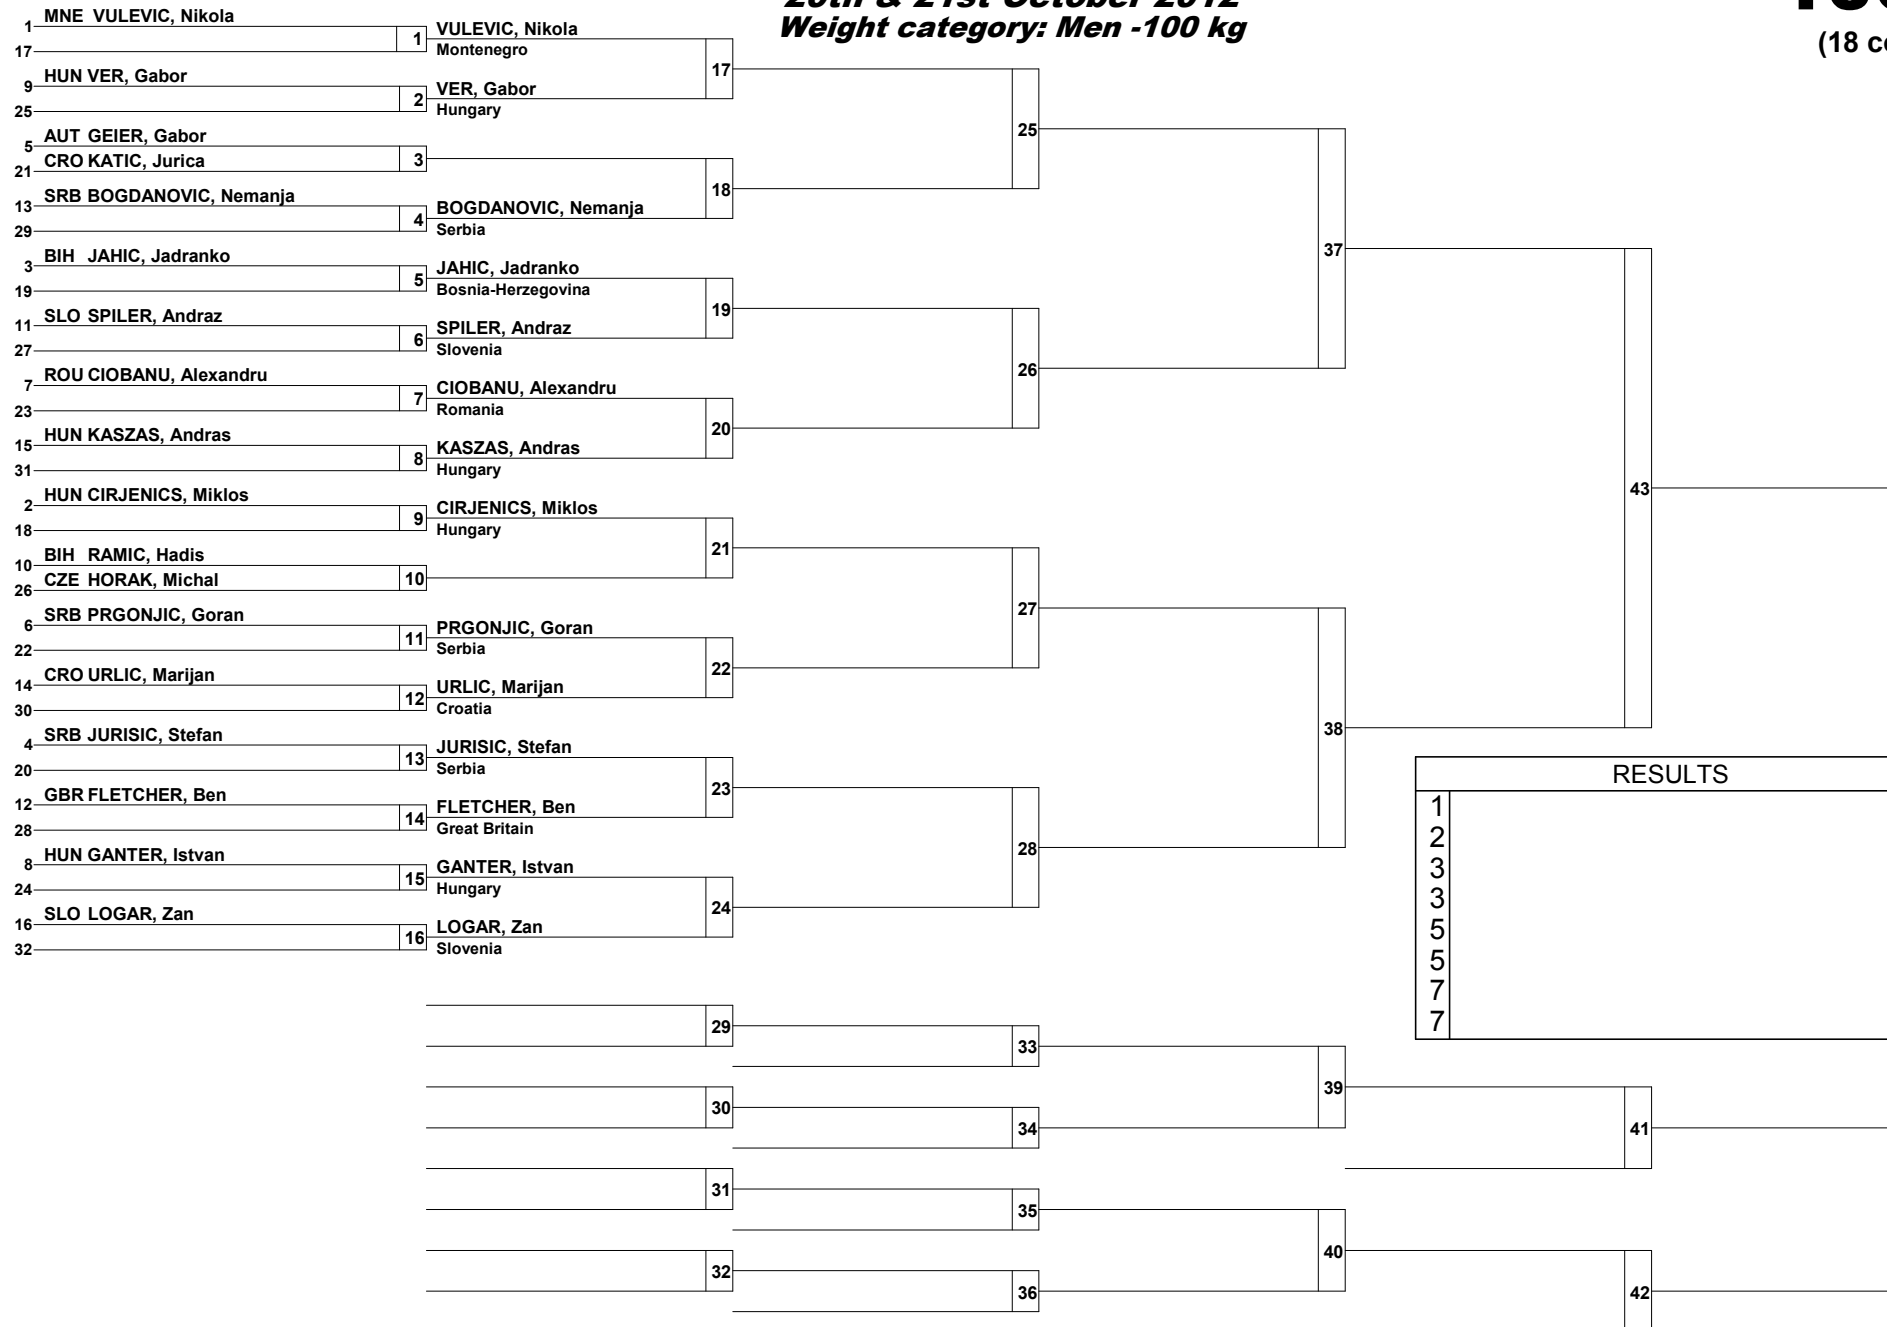 20th & 21st October 2012
Weight category: Men -100 kg
(18
1 MNE VULEVIC, Nikola
17
1 VULEVIC, Nikola
Montenegro
9 HUN VER, Gabor
25
2 VER, Gabor
Hungary
17
5 AUT GEIER, Gabor
21 CRO KATIC, Jurica
3
13 SRB BOGDANOVIC, Nemanja
29
4 BOGDANOVIC, Nemanja
Serbia
18
25
3 BIH JAHIC, Jadranko
19
5 JAHIC, Jadranko
Bosnia-Herzegovina
11 SLO SPILER, Andraz
27
6 SPILER, Andraz
Slovenia
19
7 ROU CIOBANU, Alexandru
23
7 CIOBANU, Alexandru
Romania
15 HUN KASZAS, Andras
31
8 KASZAS, Andras
Hungary
20
26
37
2 HUN CIRJENICS, Miklos
18
9 CIRJENICS, Miklos
Hungary
10 BIH RAMIC, Hadis
26 CZE HORAK, Michal
10
21
6 SRB PRGONJIC, Goran
22
11 PRGONJIC, Goran
Serbia
14 CRO URLIC, Marijan
30
12 URLIC, Marijan
Croatia
22
27
4 SRB JURISIC, Stefan
20
13 JURISIC, Stefan
Serbia
12 GBR FLETCHER, Ben
28
14 FLETCHER, Ben
Great Britain
23
8 HUN GANTER, Istvan
24
15 GANTER, Istvan
Hungary
16 SLO LOGAR, Zan
32
16 LOGAR, Zan
Slovenia
24
28
38
43
RESULTS
1
2
3
3
5
5
7
7
29
33
30
34
39
41
31
35
32
36
40
42